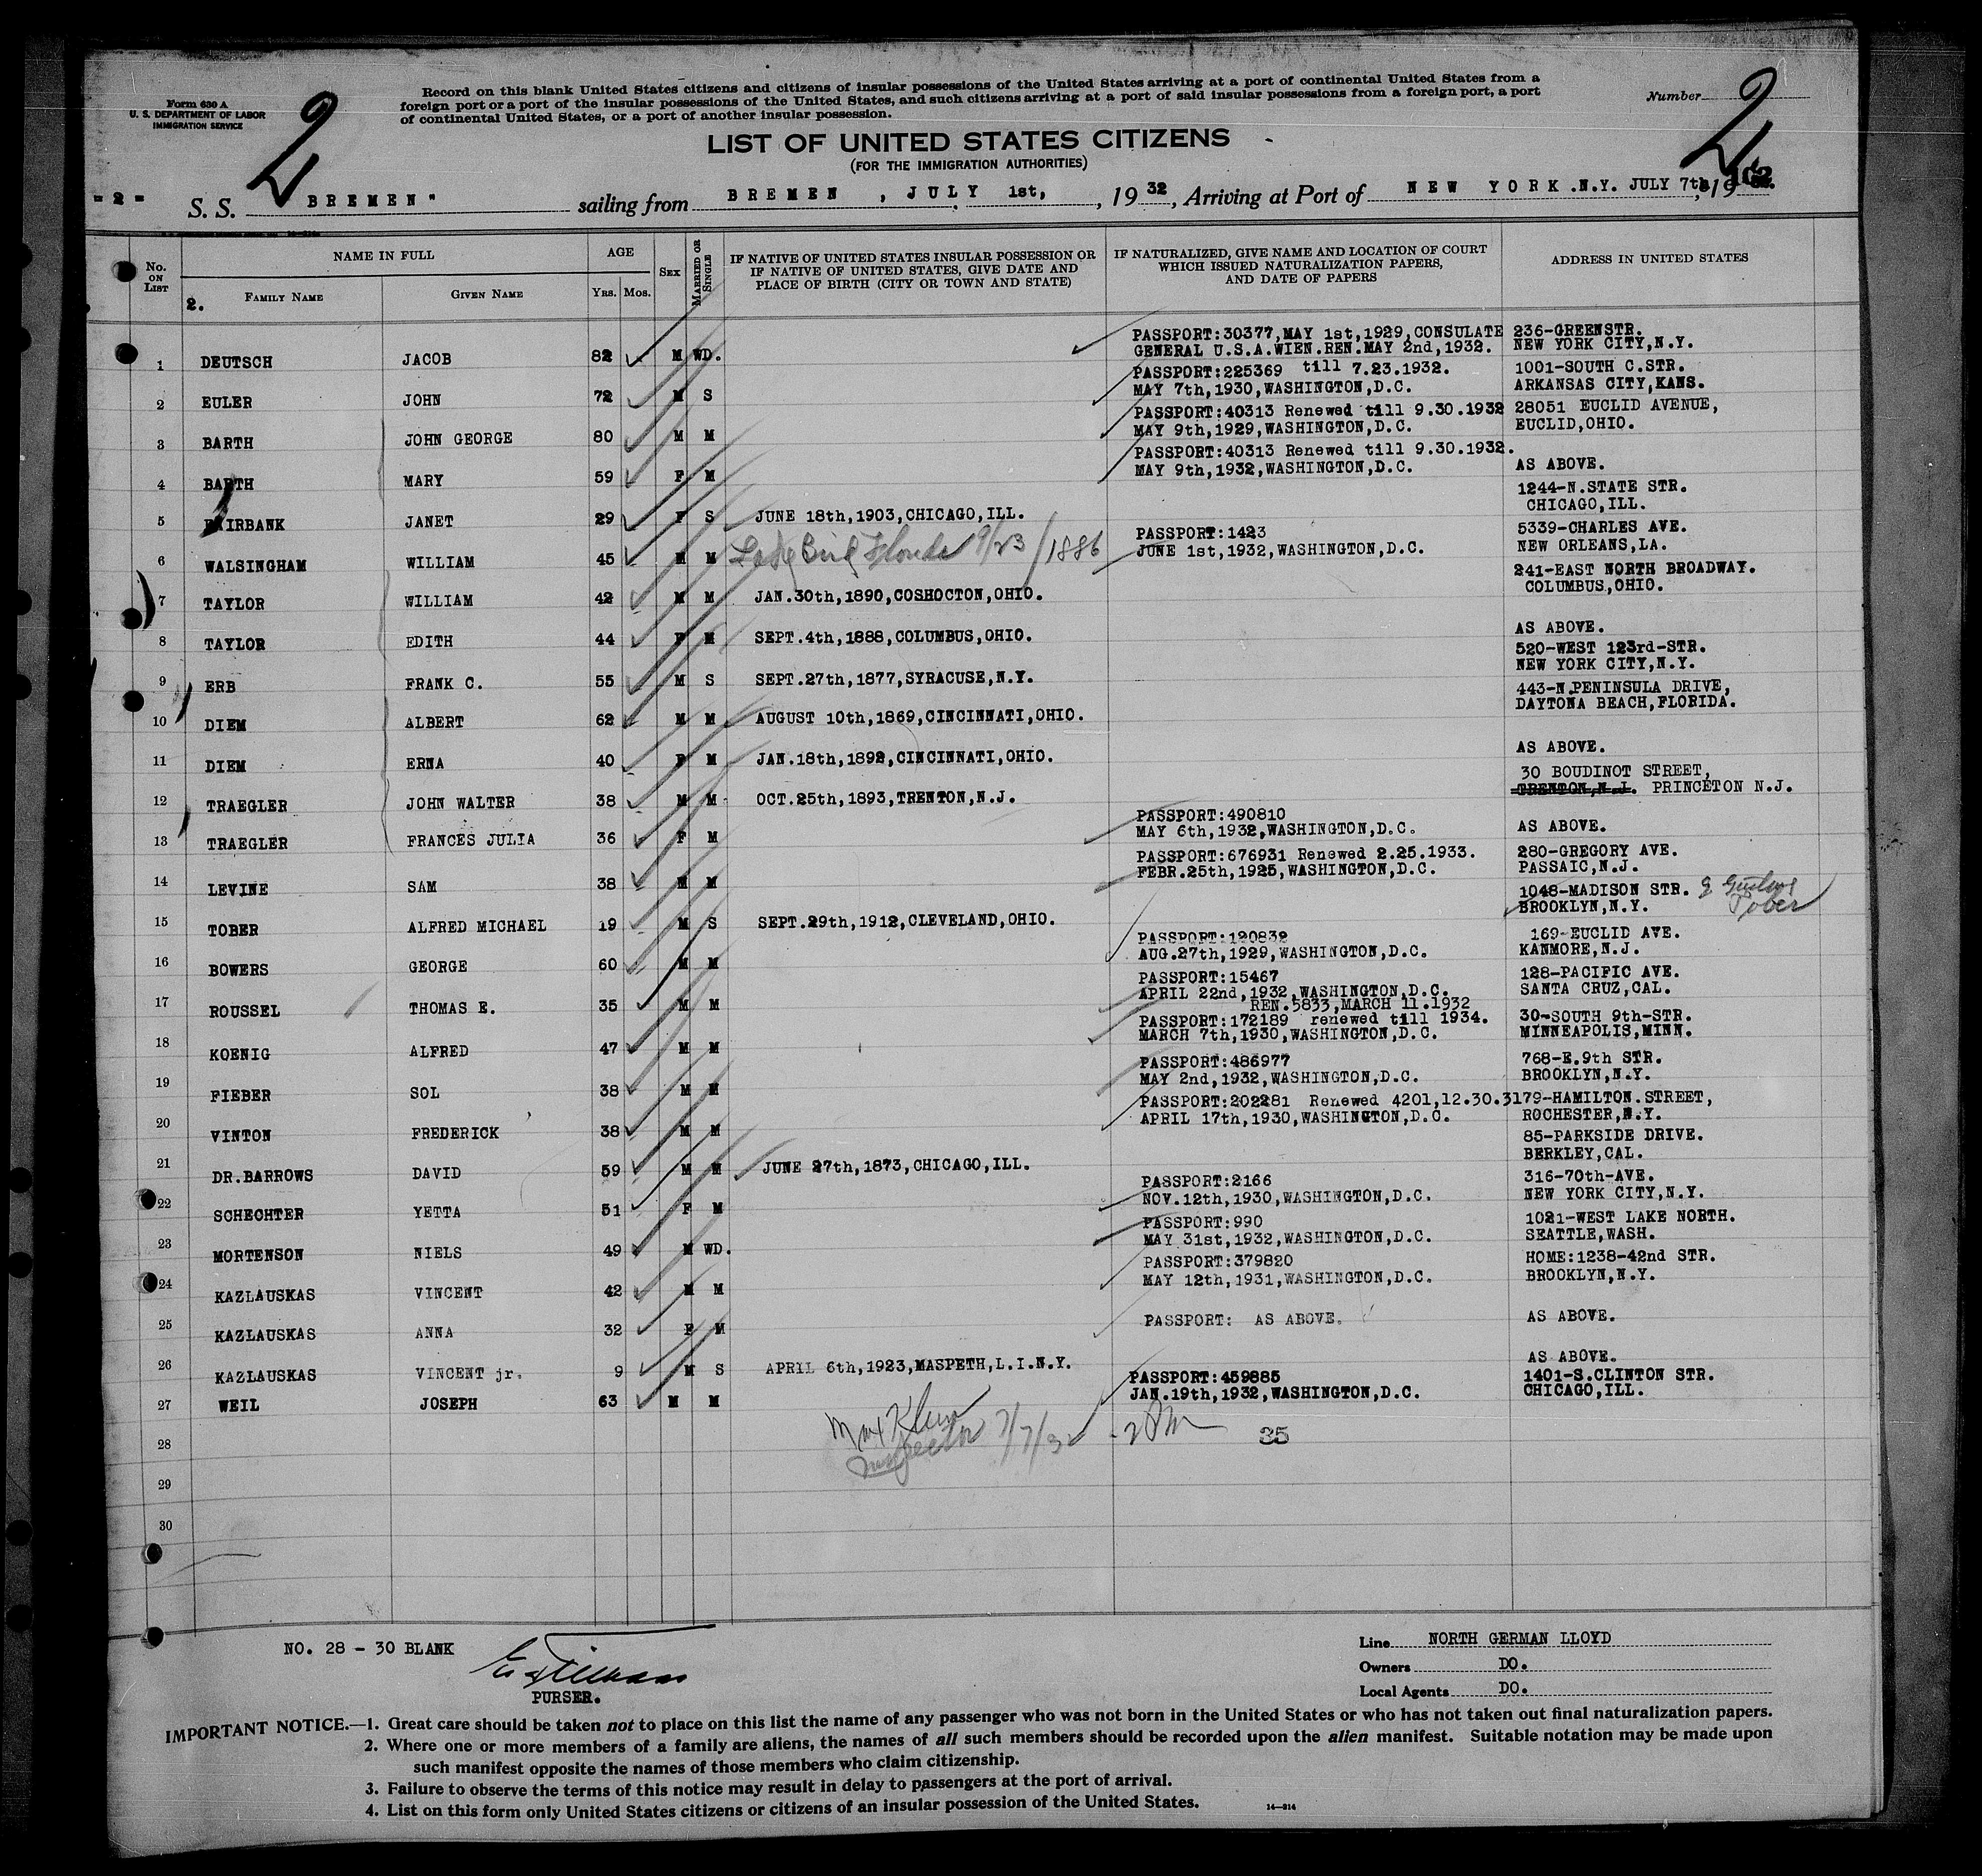 Form 630 A
U. S. DEPARTMENT OF LABOR
IMMIGRATION SERVICE
2
Record on this blank United States citizens and citizens of insular possessions of the United States arriving at a port of continental United States from a
foreign port or a port of the insular possessions of the United States, and such citizens arriving at a port of said insular possessions from a foreign port, a port
of continental United States, or a port of another insular possession.
Number 2
LIST OF UNITED STATES CITIZENS
(FOR THE IMMIGRATION AUTHORITIES)
- 2 - S. S. BREMEN" sailing from BREMEN , JULY 1st, , 19 32 , Arriving at Port of NEW YORK.N.Y. JULY 7th, 19
162
No. ON LIST
NAME IN FULL
2. FAMILY NAME GIVEN NAME
AGE
YRS. MOS.
SEX
MARRIED OR SINGLE
IF NATIVE OF UNITED STATES INSULAR POSSESSION OR
IF NATIVE OF UNITED STATES, GIVE DATE AND
PLACE OF BIRTH (CITY OR TOWN AND STATE)
IF NATURALIZED, GIVE NAME AND LOCATION OF COURT
WHICH ISSUED NATURALIZATION PAPERS,
AND DATE OF PAPERS
ADDRESS IN UNITED STATES
1 DEUTSCH JACOB 82 M WD. PASSPORT:30377,MAY 1st,1929,CONSULATE 236-GREENSTR.
GENERAL U.S.A.WIEN.REN.MAY 2nd,1932. NEW YORK CITY,N.Y.
2 EULER JOHN 72 M S PASSPORT:225369 till 7.23.1932. 1001-SOUTH C.STR.
MAY 7th,1930,WASHINGTON,D.C. ARKANSAS CITY,KANS.
3 BARTH JOHN GEORGE 80 M M PASSPORT:40313 Renewed till 9.30.1932 28051 EUCLID AVENUE,
MAY 9th,1929,WASHINGTON,D.C. EUCLID,OHIO.
4 BARTH MARY 59 F M PASSPORT:40313 Renewed till 9.30.1932.
MAY 9th,1932,WASHINGTON,D.C. AS ABOVE.
5 FAIRBANK JANET 29 F S JUNE 18th,1903,CHICAGO,ILL. 1244-N.STATE STR.
CHICAGO,ILL.
6 WALSINGHAM WILLIAM 45 M M Florida 9/23/1886 PASSPORT:1423 5339-CHARLES AVE.
JUNE 1st,1932,WASHINGTON,D.C. NEW ORLEANS,LA.
7 TAYLOR WILLIAM 42 M M JAN.30th,1890,COSHOCTON,OHIO. 241-EAST NORTH BROADWAY.
COLUMBUS,OHIO.
8 TAYLOR EDITH 44 F M SEPT.4th,1888,COLUMBUS,OHIO. AS ABOVE.
9 ERB FRANK C. 55 M S SEPT.27th,1877,SYRACUSE,N.Y. 520-WEST 123rd-STR.
NEW YORK CITY,N.Y.
10 DIEM ALBERT 62 M M AUGUST 10th,1869,CINCINNATI,OHIO. 443-N.PENINSULA DRIVE,
DAYTONA BEACH,FLORIDA.
11 DIEM ERNA 40 F M JAN.18th,1892,CINCINNATI,OHIO. AS ABOVE.
12 TRAEGLER JOHN WALTER 38 M M OCT.25th,1893,TRENTON,N.J. 30 BOUDINOT STREET,
TRENTON,N.J. PRINCETON N.J.
13 TRAEGLER FRANCES JULIA 36 F M PASSPORT:490810
MAY 6th,1932,WASHINGTON,D.C. AS ABOVE.
14 LEVINE SAM 38 M M PASSPORT:676931 Renewed 2.25.1933. 280-GREGORY AVE.
FEBR.25th,1925,WASHINGTON,D.C. PASSAIC,N.J.
15 TOBER ALFRED MICHAEL 19 M S SEPT.29th,1912,CLEVELAND,OHIO. 1048-MADISON STR. Gustav
BROOKLYN,N.Y. Tober
16 BOWERS GEORGE 60 M M PASSPORT:120832 169-EUCLID AVE.
AUG.27th,1929,WASHINGTON,D.C. KANMORE,N.J.
17 ROUSSEL THOMAS E. 35 M M PASSPORT:15467 128-PACIFIC AVE.
APRIL 22nd,1932,WASHINGTON,D.C. SANTA CRUZ,CAL.
REN.5833,MARCH 11.1932
18 KOENIG ALFRED 47 M M PASSPORT:172189 renewed till 1934. 30-SOUTH 9th-STR.
MARCH 7th,1930,WASHINGTON,D.C. MINNEAPOLIS,MINN.
19 FIEBER SOL 38 M M PASSPORT:486977 768-E.9th STR.
MAY 2nd,1932,WASHINGTON,D.C. BROOKLYN,N.Y.
20 VINTON FREDERICK 38 M M PASSPORT:202281 Renewed 4201,12.30.3179-HAMILTON.STREET,
APRIL 17th,1930,WASHINGTON,D.C. ROCHESTER,N.Y.
21 DR.BARROWS DAVID 59 M M JUNE 27th,1873,CHICAGO,ILL. 85-PARKSIDE DRIVE.
BERKLEY,CAL.
22 SCHECHTER YETTA 51 F M PASSPORT:2166 316-70th-AVE.
NOV.12th,1930,WASHINGTON,D.C. NEW YORK CITY,N.Y.
23 MORTENSON NIELS 49 M WD. PASSPORT:990 1021-WEST LAKE NORTH.
MAY 31st,1932,WASHINGTON,D.C. SEATTLE,WASH.
24 KAZLAUSKAS VINCENT 42 M M PASSPORT:379820 HOME:1238-42nd STR.
MAY 12th,1931,WASHINGTON,D.C. BROOKLYN,N.Y.
25 KAZLAUSKAS ANNA 32 F M PASSPORT: AS ABOVE. AS ABOVE.
26 KAZLAUSKAS VINCENT jr. 9 M S APRIL 6th,1923,MASPETH,L.I.N.Y. AS ABOVE.
27 WEIL JOSEPH 63 M M PASSPORT:459885 1401-S.CLINTON STR.
JAN.19th,1932,WASHINGTON,D.C. CHICAGO,ILL.
28 Max
Inspector 7/7/32 35
29
30
NO. 28 - 30 BLANK
PURSER.
Line NORTH GERMAN LLOYD
Owners DO.
Local Agents DO.
IMPORTANT NOTICE.—1. Great care should be taken not to place on this list the name of any passenger who was not born in the United States or who has not taken out final naturalization papers.
2. Where one or more members of a family are aliens, the names of all such members should be recorded upon the alien manifest. Suitable notation may be made upon
such manifest opposite the names of those members who claim citizenship.
3. Failure to observe the terms of this notice may result in delay to passengers at the port of arrival.
4. List on this form only United States citizens or citizens of an insular possession of the United States.
14—214